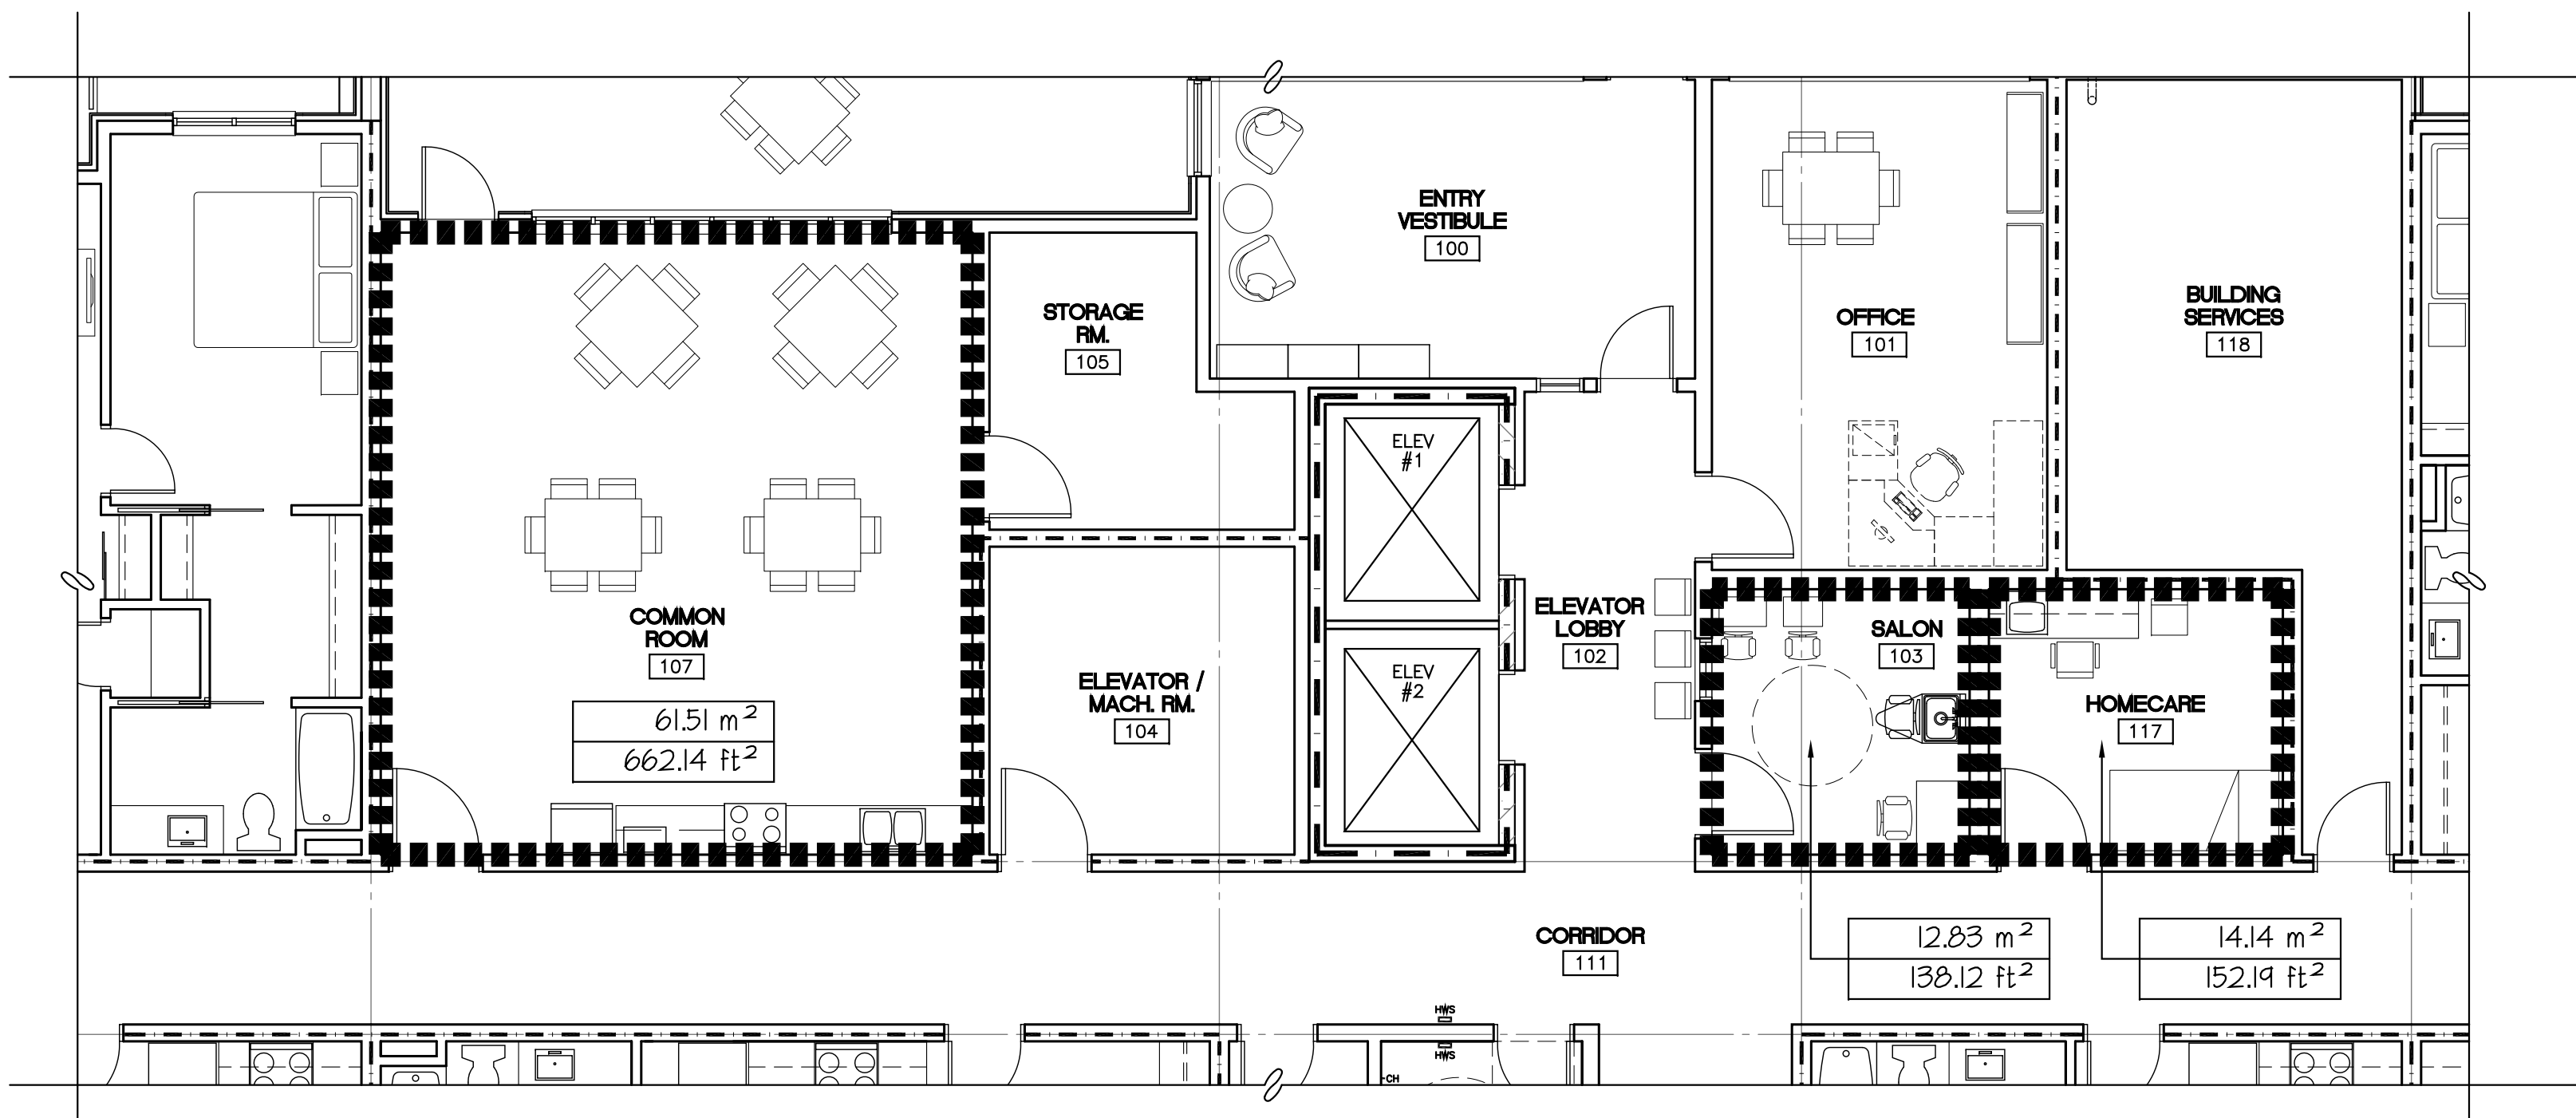 ENTRY
VESTIBULE
100
STORAGE
RM.
105
OFFICE
101
BUILDING
SERVICES
118
ELEV
#1
COMMON
ROOM
107
61.51 m²
662.14 ft²
ELEVATOR /
MACH. RM.
104
ELEV
#2
ELEVATOR
LOBBY
102
SALON
103
HOMECARE
117
CORRIDOR
111
12.83 m²
138.12 ft²
14.14 m²
152.19 ft²
HWS
HWS
CH